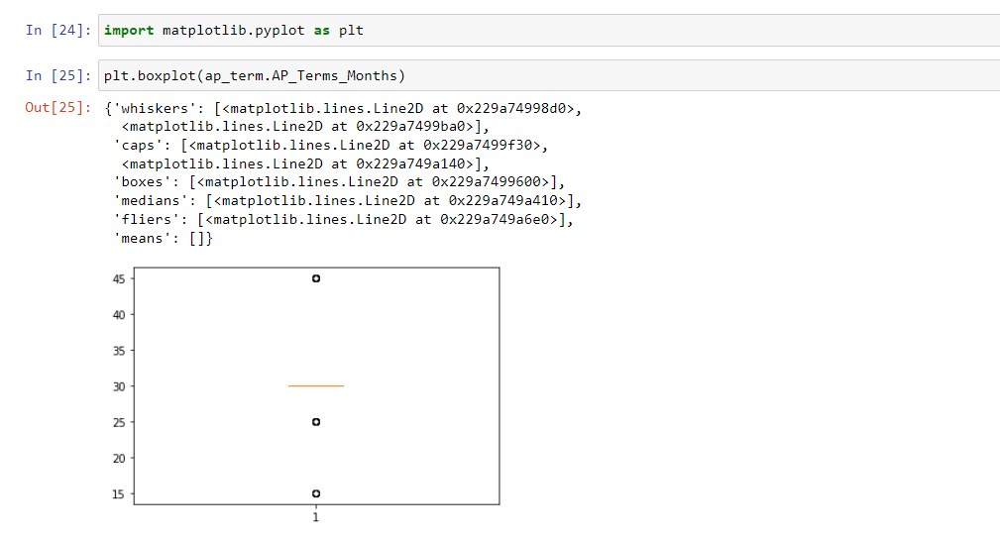 In [24]: import matplotlib.pyplot as plt
In [25]: plt.boxplot(ap_term.AP_Terms_Months)
Out[25]: {'whiskers': [<matplotlib.lines.Line2D at 0x229a74998d0>,
<matplotlib.lines.Line2D at 0x229a7499ba0>],
'caps': [<matplotlib.lines.Line2D at 0x229a7499f30>,
<matplotlib.lines.Line2D at 0x229a749a140>],
'boxes': [<matplotlib.lines.Line2D at 0x229a7499600>],
'medians': [<matplotlib.lines.Line2D at 0x229a749a410>],
'fliers': [<matplotlib.lines.Line2D at 0x229a749a6e0>],
'means': []}
45
40
35
30
25
20
15
1